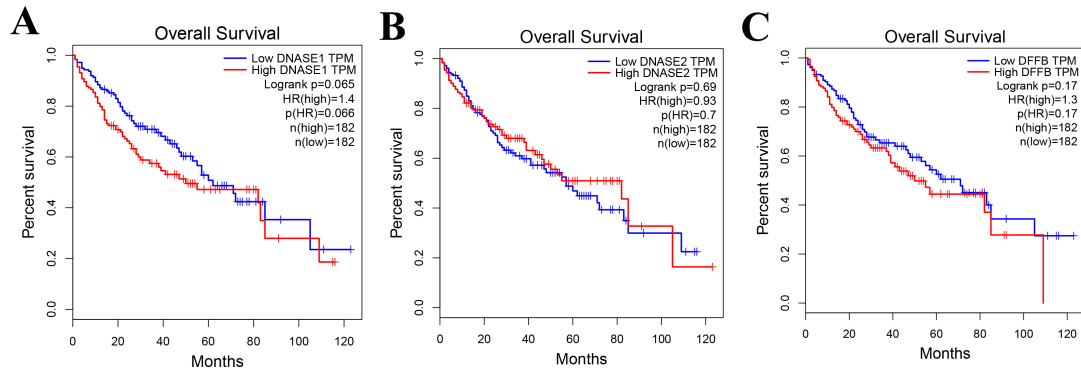 A
Overall Survival
Low DNASE1 TPM
High DNASE1 TPM
Logrank p=0.065
HR(high)=1.4
p(HR)=0.066
n(high)=182
n(low)=182
Percent survival
1.0
0.8
0.6
0.4
0.2
0.0
0 20 40 60 80 100 120
Months
B
Overall Survival
Low DNASE2 TPM
High DNASE2 TPM
Logrank p=0.69
HR(high)=0.93
p(HR)=0.7
n(high)=182
n(low)=182
Percent survival
1.0
0.8
0.6
0.4
0.2
0.0
0 20 40 60 80 100 120
Months
C
Overall Survival
Low DFFB TPM
High DFFB TPM
Logrank p=0.17
HR(high)=1.3
p(HR)=0.17
n(high)=182
n(low)=182
Percent survival
1.0
0.8
0.6
0.4
0.2
0.0
0 20 40 60 80 100 120
Months